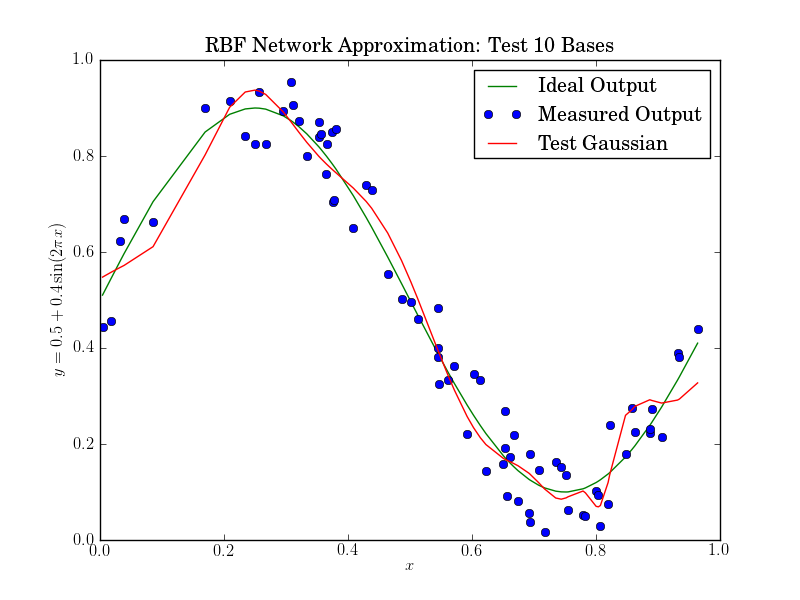 RBF Network Approximation: Test 10 Bases
1.0
0.8
0.6
0.4
0.2
0.0
y = 0.5 + 0.4 sin(2πx)
Ideal Output
Measured Output
Test Gaussian
0.0 0.2 0.4 0.6 0.8 1.0
x